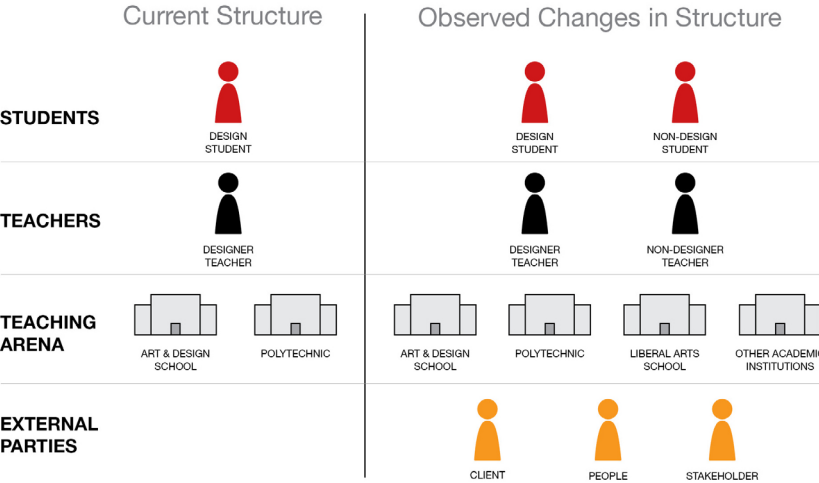 Current Structure
Observed Changes in Structure
STUDENTS
DESIGN
STUDENT
DESIGN
STUDENT
NON-DESIGN
STUDENT
TEACHERS
DESIGNER
TEACHER
DESIGNER
TEACHER
NON-DESIGNER
TEACHER
TEACHING
ARENA
ART & DESIGN
SCHOOL
POLYTECHNIC
ART & DESIGN
SCHOOL
POLYTECHNIC
LIBERAL ARTS
SCHOOL
OTHER ACADEMIC
INSTITUTIONS
EXTERNAL
PARTIES
CLIENT
PEOPLE
STAKEHOLDER